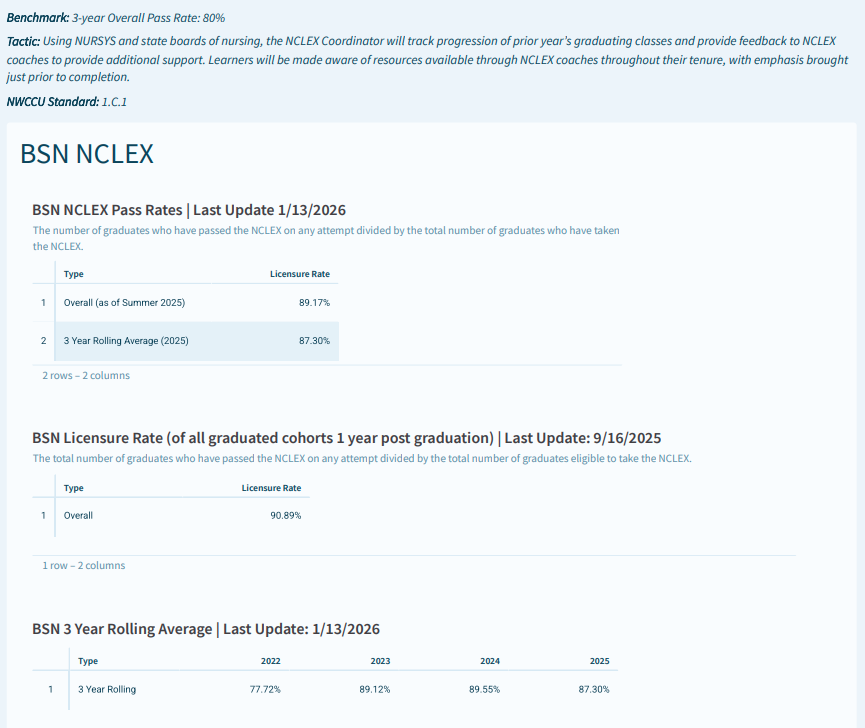 Benchmark: 3-year Overall Pass Rate: 80%
Tactic: Using NURSYS and state boards of nursing, the NCLEX Coordinator will track progression of prior year's graduating classes and provide feedback to NCLEX
coaches to provide additional support. Learners will be made aware of resources available through NCLEX coaches throughout their tenure, with emphasis brought
just prior to completion.
NWCCU Standard: 1.C.1
BSN NCLEX
BSN NCLEX Pass Rates | Last Update 1/13/2026
The number of graduates who have passed the NCLEX on any attempt divided by the total number of graduates who have taken
the NCLEX.
Type Licensure Rate
1 Overall (as of Summer 2025) 89.17%
2 3 Year Rolling Average (2025) 87.30%
2 rows – 2 columns
BSN Licensure Rate (of all graduated cohorts 1 year post graduation) | Last Update: 9/16/2025
The total number of graduates who have passed the NCLEX on any attempt divided by the total number of graduates eligible to take the NCLEX.
Type Licensure Rate
1 Overall 90.89%
1 row – 2 columns
BSN 3 Year Rolling Average | Last Update: 1/13/2026
Type 2022 2023 2024 2025
1 3 Year Rolling 77.72% 89.12% 89.55% 87.30%